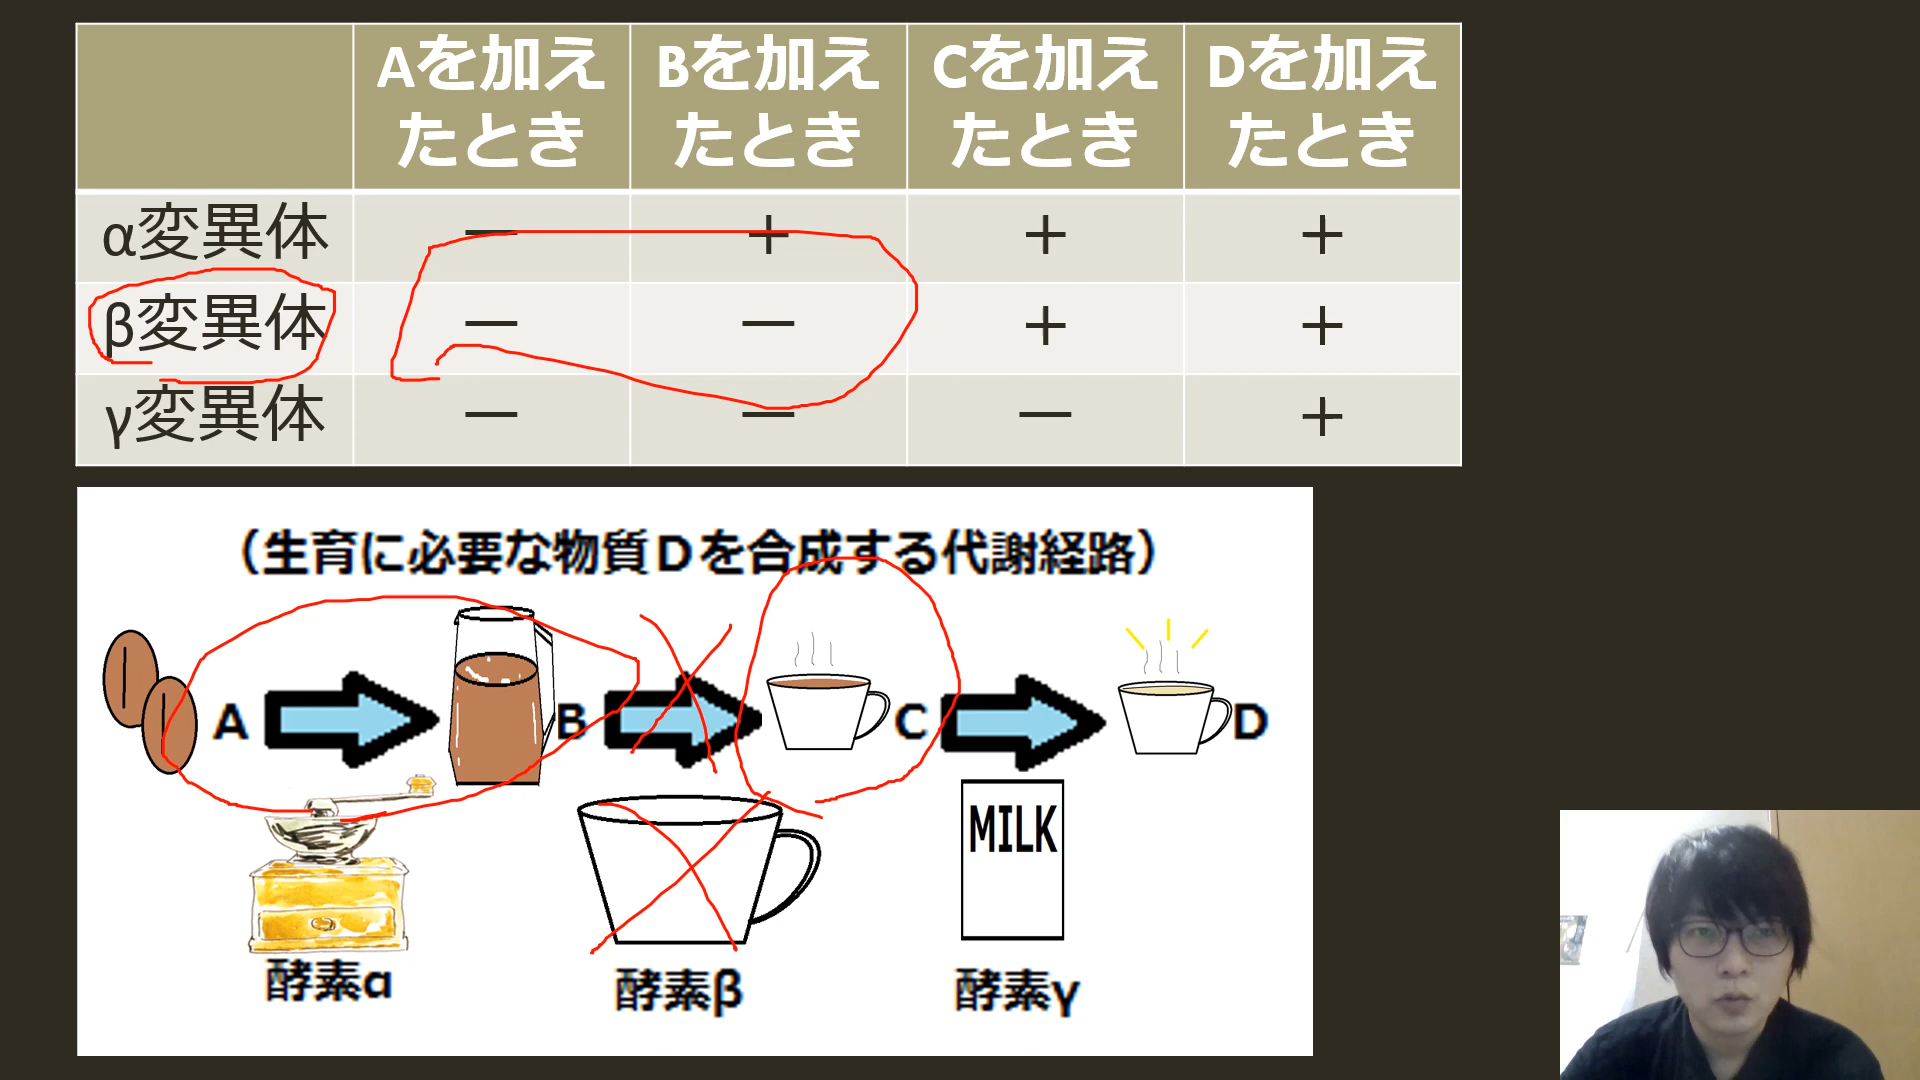 Aを加え
たとき
Bを加え
たとき
Cを加え
たとき
Dを加え
たとき
α変異体 — + + +
β変異体 — — + +
γ変異体 — — — +
(生育に必要な物質Dを合成する代謝経路)
A B C D
MILK
酵素α 酵素β 酵素γ